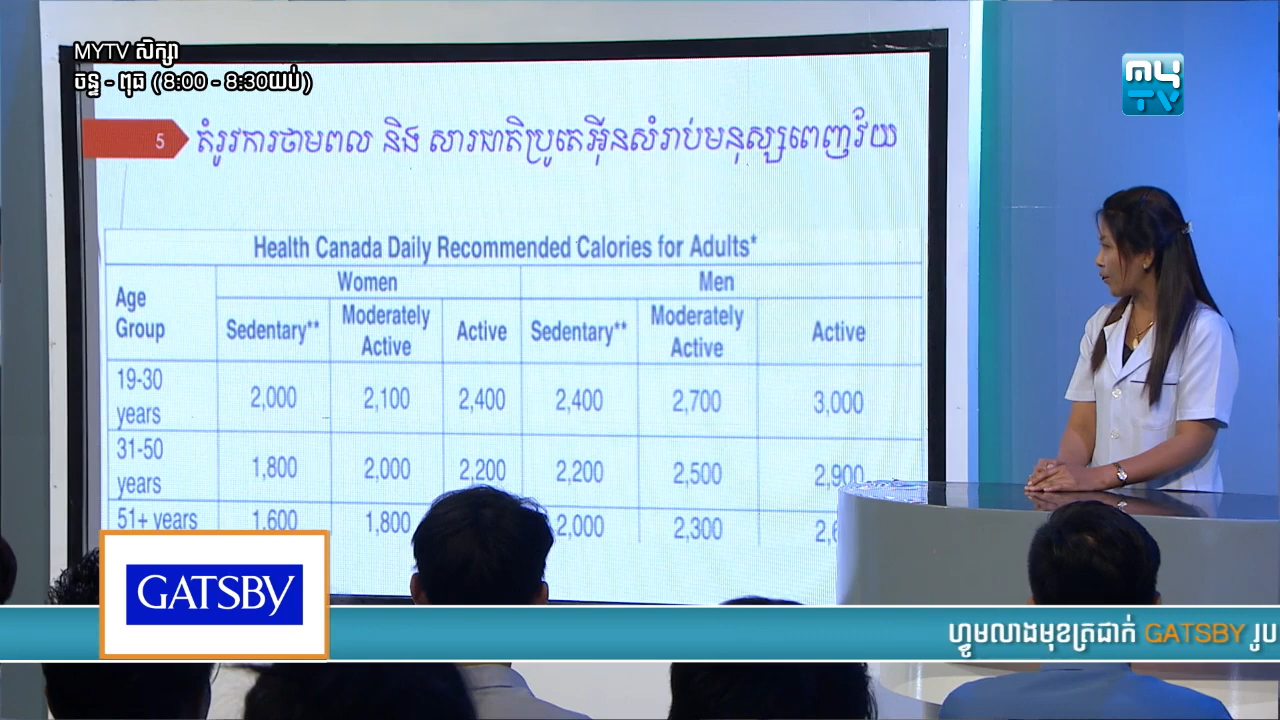 MYTV សិក្សា
ចន្ទ - ពុធ (8:00 - 8:30យប់)
MYTV
5
តំរូវការថាមពល និង សារជាតិប្រូតេអ៊ីនសំរាប់មនុស្សពេញវ័យ
Health Canada Daily Recommended Calories for Adults*
Age Group Women Men
Sedentary** Moderately Active Active Sedentary** Moderately Active Active
19-30 years 2,000 2,100 2,400 2,400 2,700 3,000
31-50 years 1,800 2,000 2,200 2,200 2,500 2,900
51+ years 1,600 1,800 2,000 2,300
GATSBY
ហ្វូមលាងមុខត្រជាក់ GATSBY រូប